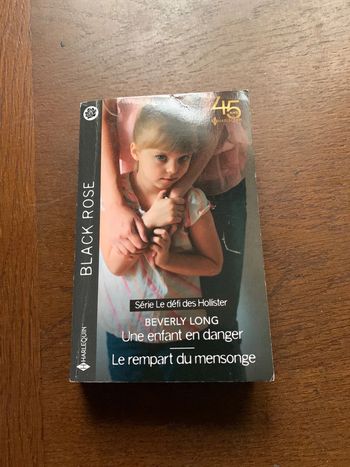 45
BLACK ROSE
HARLEQUIN
Série Le défi des Hollister
BEVERLY LONG
Une enfant en danger
Le rempart du mensonge